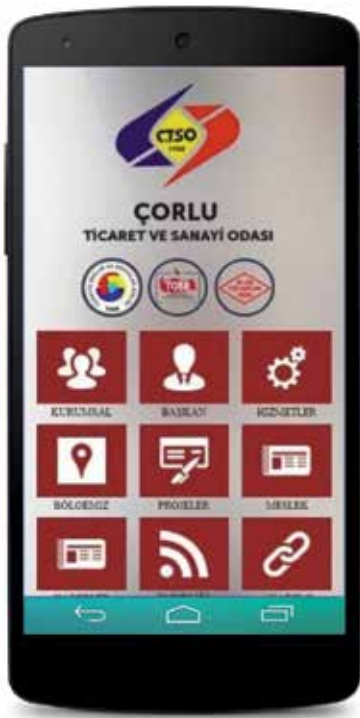 CTSO
ÇORLU
TİCARET VE SANAYİ ODASI
TOBB
KURUMSAL
BAŞKAN
HİZMETLER
BÖLGEMİZ
PROJELER
MESLEK